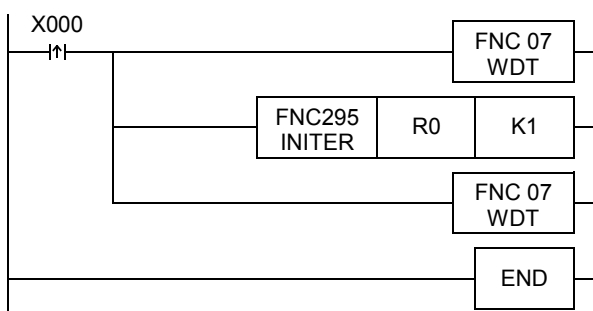 X000
FNC 07
WDT
FNC295
INITER
R0
K1
FNC 07
WDT
END